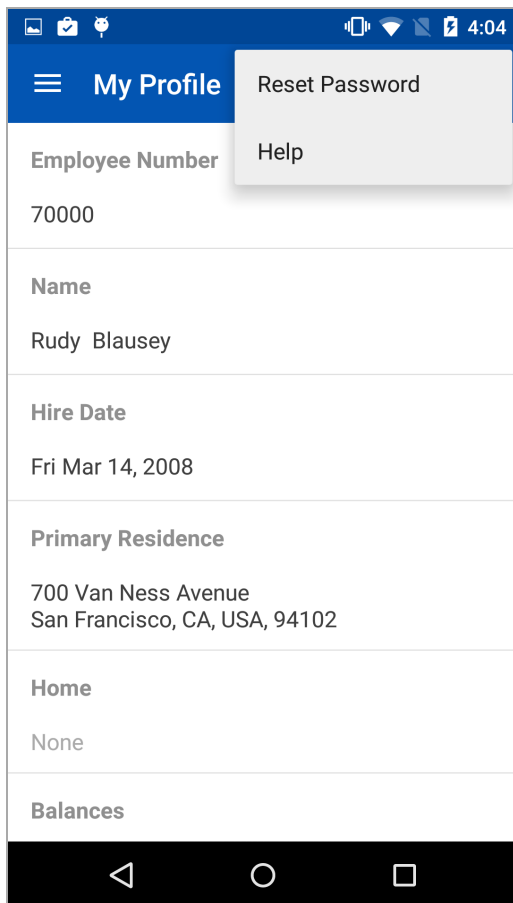 4:04
My Profile
Reset Password
Help
Employee Number
70000
Name
Rudy  Blausey
Hire Date
Fri Mar 14, 2008
Primary Residence
700 Van Ness Avenue
San Francisco, CA, USA, 94102
Home
None
Balances